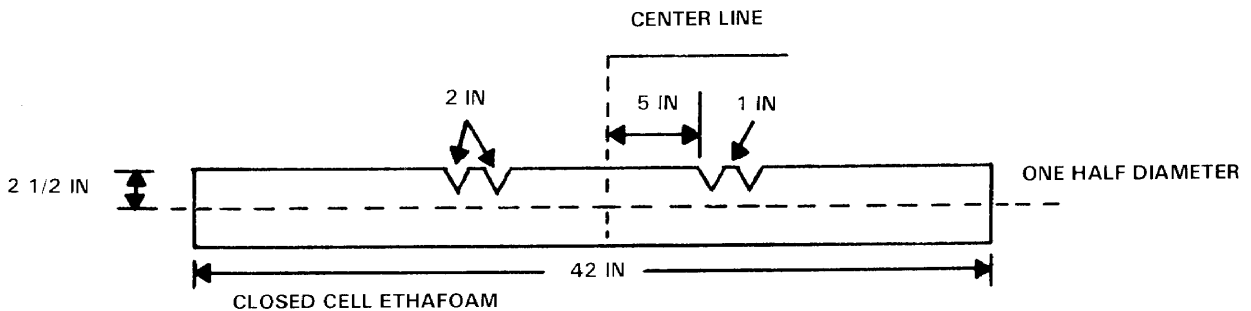 CENTER LINE
2 IN
5 IN
1 IN
2 1/2 IN
ONE HALF DIAMETER
42 IN
CLOSED CELL ETHAFOAM